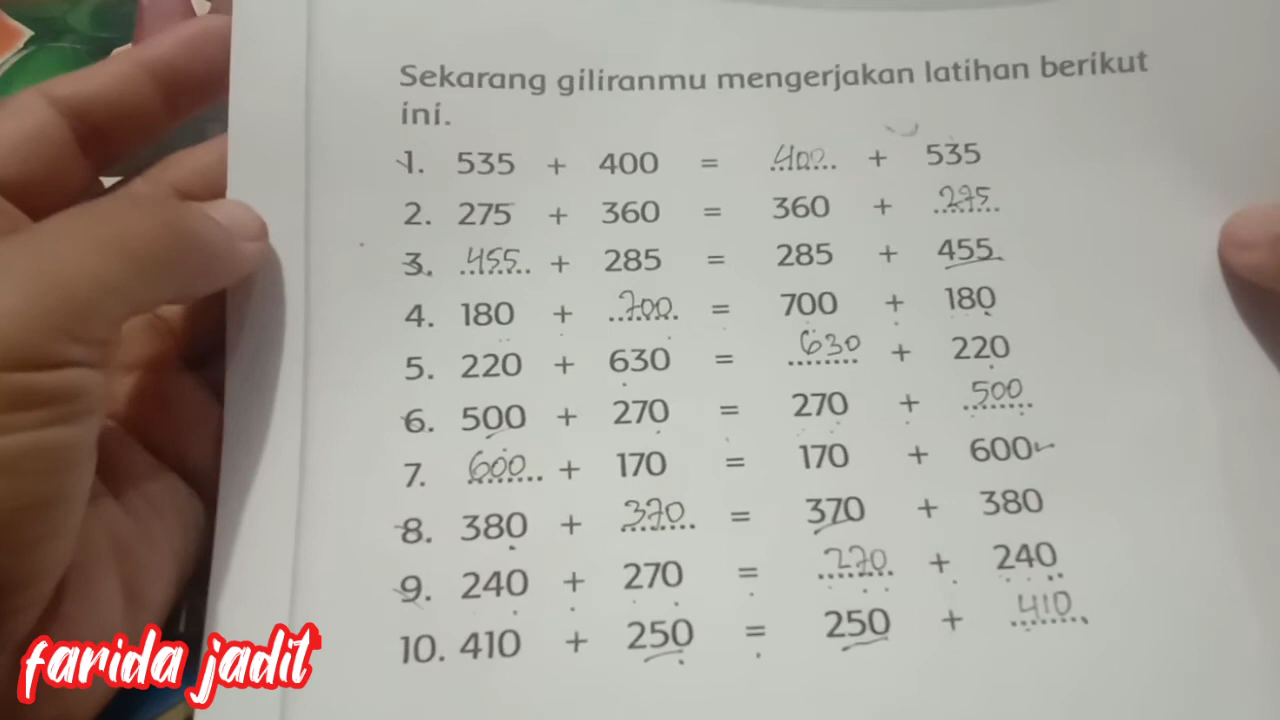 Sekarang giliranmu mengerjakan latihan berikut
ini.
1. 535 + 400 = 400 + 535
2. 275 + 360 = 360 + 275
3. 455 + 285 = 285 + 455
4. 180 + 700 = 700 + 180
5. 220 + 630 = 630 + 220
6. 500 + 270 = 270 + 500
7. 600 + 170 = 170 + 600
8. 380 + 370 = 370 + 380
9. 240 + 270 = 270 + 240
10. 410 + 250 = 250 + 410
farida jadil